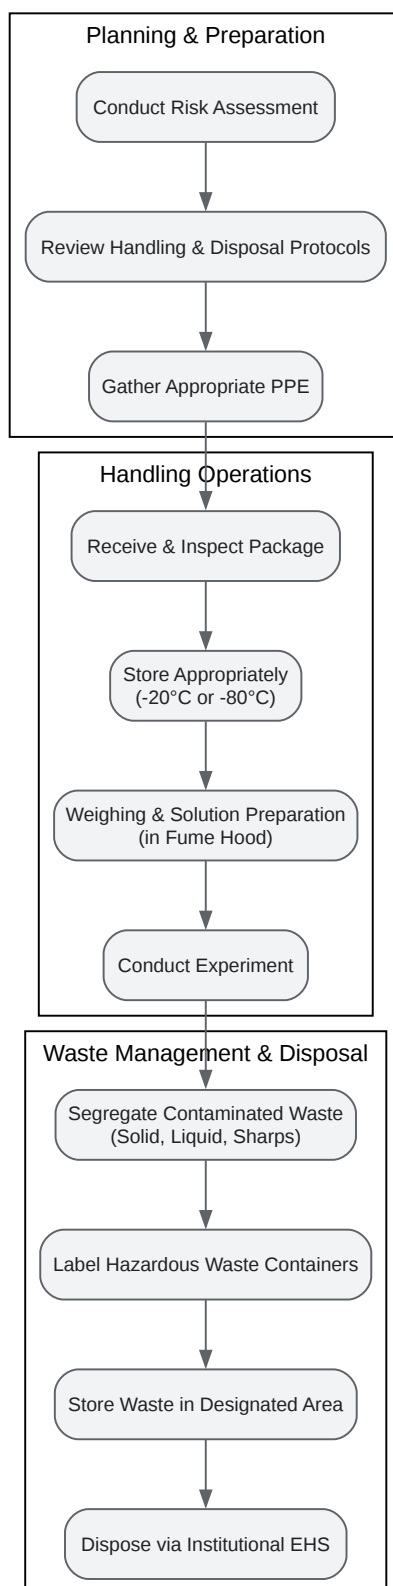 Planning & Preparation
Conduct Risk Assessment
Review Handling & Disposal Protocols
Gather Appropriate PPE
Handling Operations
Receive & Inspect Package
Store Appropriately
(-20°C or -80°C)
Weighing & Solution Preparation
(in Fume Hood)
Conduct Experiment
Waste Management & Disposal
Segregate Contaminated Waste
(Solid, Liquid, Sharps)
Label Hazardous Waste Containers
Store Waste in Designated Area
Dispose via Institutional EHS